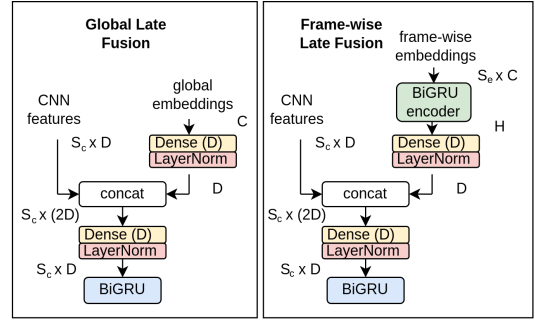 Global Late
Fusion
global
embeddings
CNN
features
C
S_c x D
Dense (D)
LayerNorm
concat
D
S_c x (2D)
Dense (D)
LayerNorm
S_c x D
BiGRU
Frame-wise
Late Fusion
frame-wise
embeddings
S_e x C
BiGRU
encoder
CNN
features
H
S_c x D
Dense (D)
LayerNorm
concat
D
S_c x (2D)
Dense (D)
LayerNorm
S_c x D
BiGRU